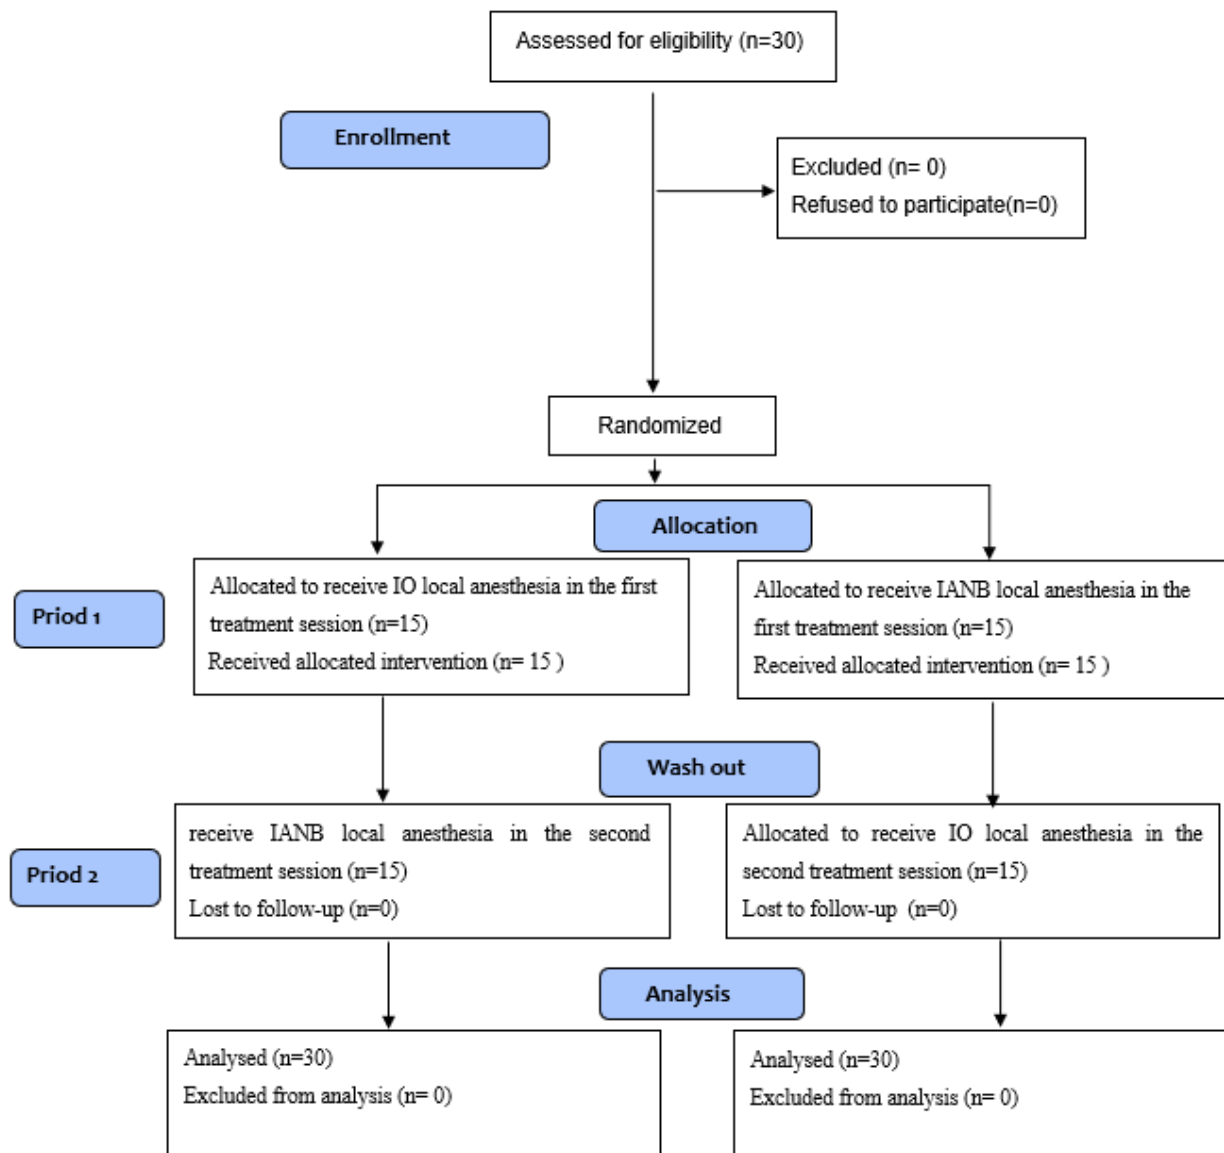 Assessed for eligibility (n=30)
Enrollment
Excluded (n= 0)
Refused to participate(n=0)
Randomized
Allocation
Priod 1
Allocated to receive IO local anesthesia in the first
treatment session (n=15)
Received allocated intervention (n= 15 )
Allocated to receive IANB local anesthesia in the
first treatment session (n=15)
Received allocated intervention (n= 15 )
Wash out
Priod 2
receive IANB local anesthesia in the second
treatment session (n=15)
Lost to follow-up (n=0)
Allocated to receive IO local anesthesia in the
second treatment session (n=15)
Lost to follow-up (n=0)
Analysis
Analysed (n=30)
Excluded from analysis (n= 0)
Analysed (n=30)
Excluded from analysis (n= 0)